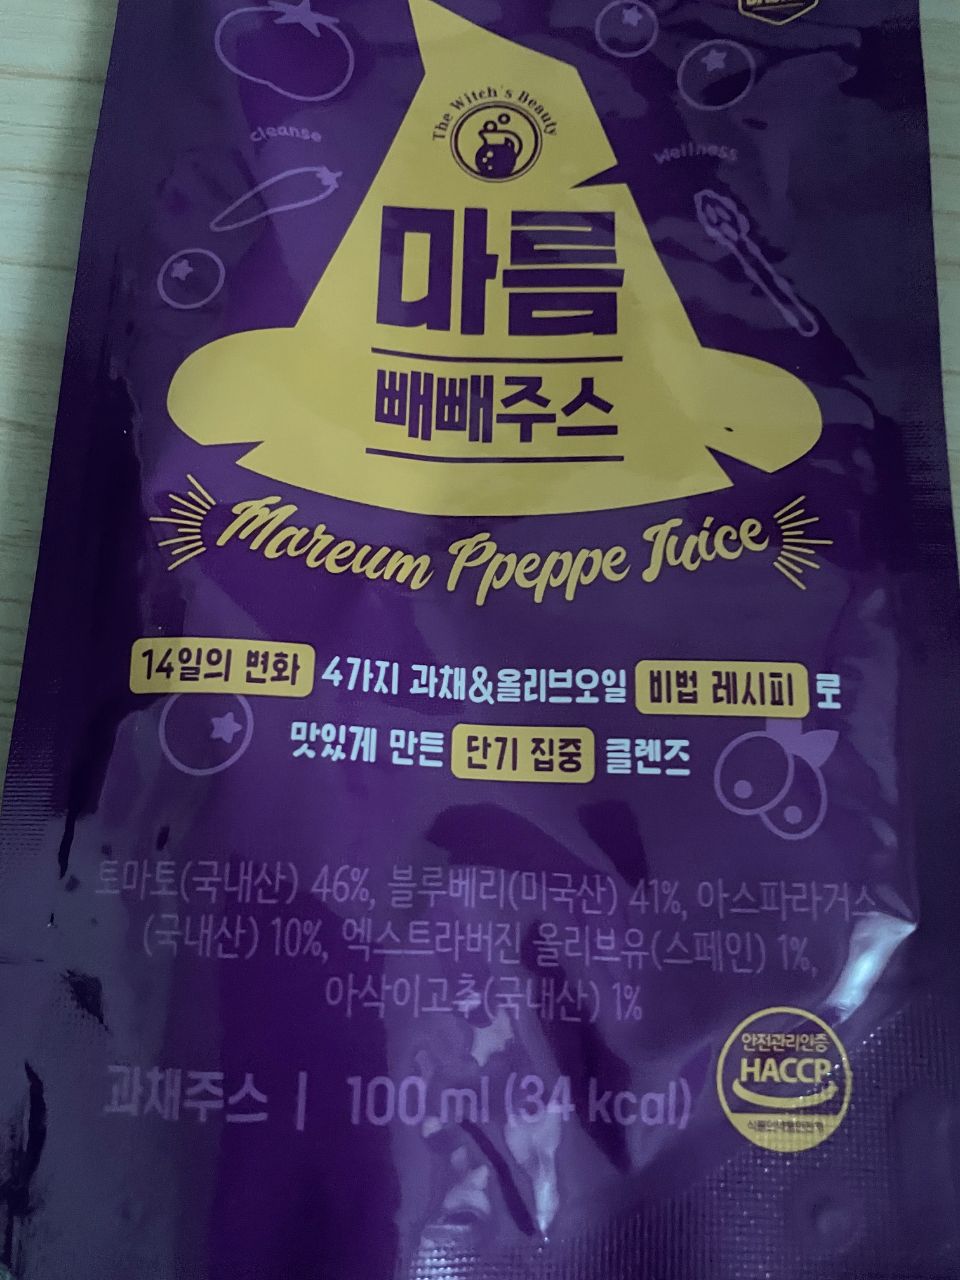 The Witch's Beauty
cleanse
wellness
마름
빼빼주스
Mareum Ppeppe Juice
14일의 변화 4가지 과채&올리브오일 비법 레시피 로
맛있게 만든 단기 집중 클렌즈
토마토(국내산) 46%, 블루베리(미국산) 41%, 아스파라거스
(국내산) 10%, 엑스트라버진 올리브유(스페인) 1%,
아삭이고추(국내산) 1%
안전관리인증
HACCP
과채주스 | 100 ml (34 kcal)